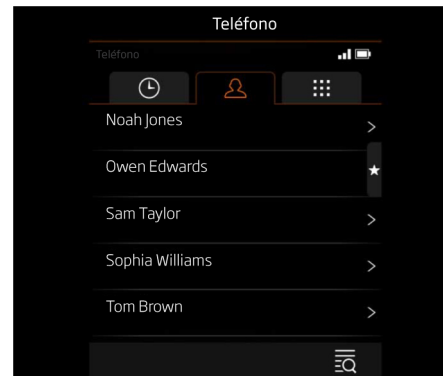 Teléfono
Teléfono
Noah Jones
Owen Edwards
Sam Taylor
Sophia Williams
Tom Brown